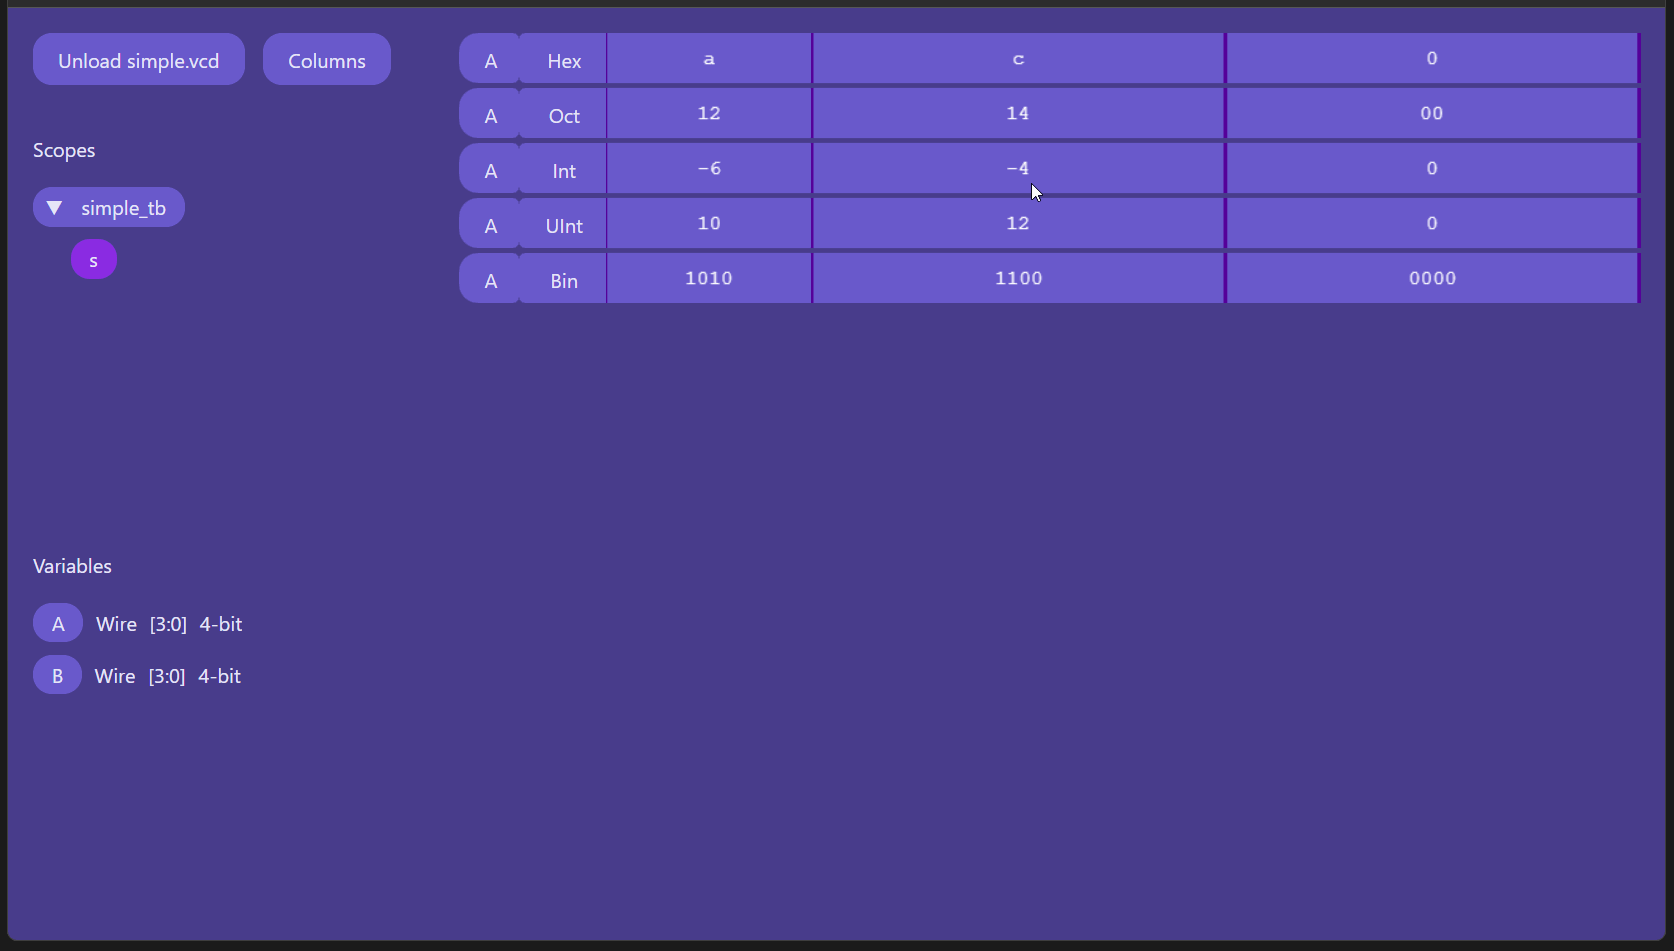 Unload simple.vcd Columns
A Hex a c 0
A Oct 12 14 00
A Int -6 -4 0
A UInt 10 12 0
A Bin 1010 1100 0000
Scopes
▼ simple_tb
s
Variables
A Wire [3:0] 4-bit
B Wire [3:0] 4-bit